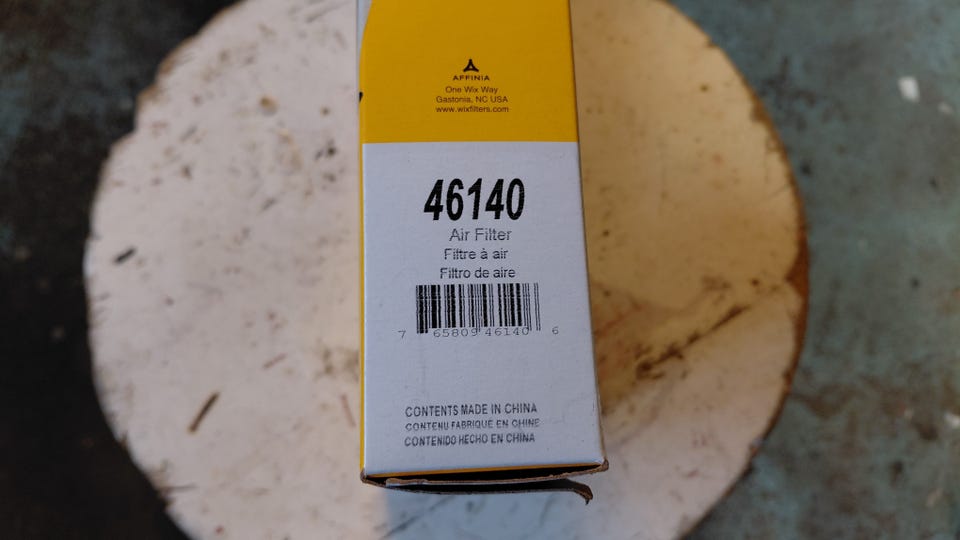 AFFINIA
One Wix Way
Gastonia, NC USA
www.wixfilters.com
46140
Air Filter
Filtre à air
Filtro de aire
7 65809 46140 6
CONTENTS MADE IN CHINA
CONTENU FABRIQUÉ EN CHINE
CONTENIDO HECHO EN CHINA